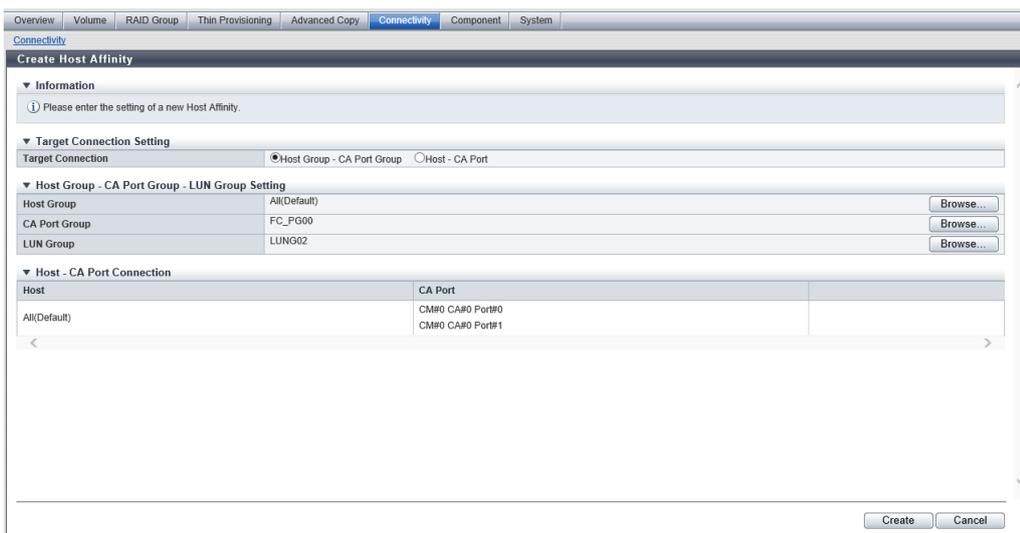 Overview Volume RAID Group Thin Provisioning Advanced Copy Connectivity Component System
Connectivity
Create Host Affinity
Information
Please enter the setting of a new Host Affinity.
Target Connection Setting
Target Connection Host Group - CA Port Group Host - CA Port
Host Group - CA Port Group - LUN Group Setting
Host Group All(Default) Browse...
CA Port Group FC_PG00 Browse...
LUN Group LUNG02 Browse...
Host - CA Port Connection
Host CA Port
All(Default)
CM#0 CA#0 Port#0
CM#0 CA#0 Port#1
Create Cancel